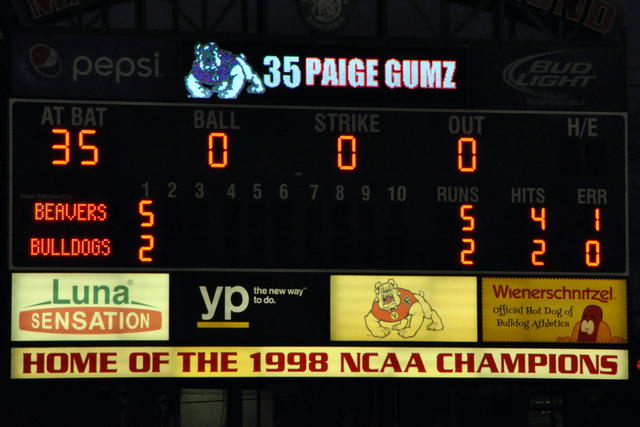 pepsi
35 PAIGE GUMZ
BUD LIGHT
AT BAT BALL STRIKE OUT H/E
35 0 0 0
DAKTRONICS 1 2 3 4 5 6 7 8 9 10 RUNS HITS ERR
BEAVERS 5 5 4 1
BULLDOGS 2 2 2 0
Luna®
SENSATION
yp the new way
to do.
Wienerschnitzel
Official Hot Dog of
Bulldog Athletics
HOME OF THE 1998 NCAA CHAMPIONS